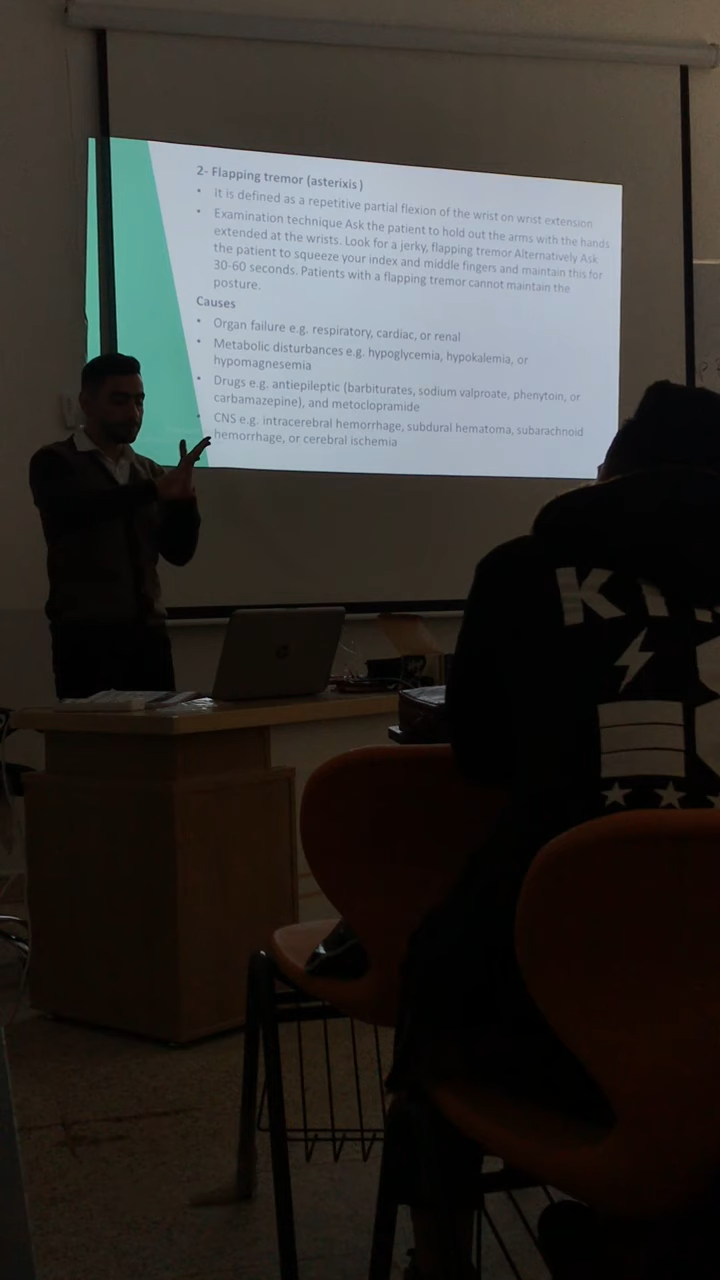 2- Flapping tremor (asterixis)
• It is defined as a repetitive partial flexion of the wrist on wrist extension
• Examination technique Ask the patient to hold out the arms with the hands
extended at the wrists. Look for a jerky, flapping tremor Alternatively Ask
the patient to squeeze your index and middle fingers and maintain this for
30-60 seconds. Patients with a flapping tremor cannot maintain the
posture.
Causes
• Organ failure e.g. respiratory, cardiac, or renal
• Metabolic disturbances e.g. hypoglycemia, hypokalemia, or
hypomagnesemia
• Drugs e.g. antiepileptic (barbiturates, sodium valproate, phenytoin, or
carbamazepine), and metoclopramide
• CNS e.g. intracerebral hemorrhage, subdural hematoma, subarachnoid
hemorrhage, or cerebral ischemia
hp